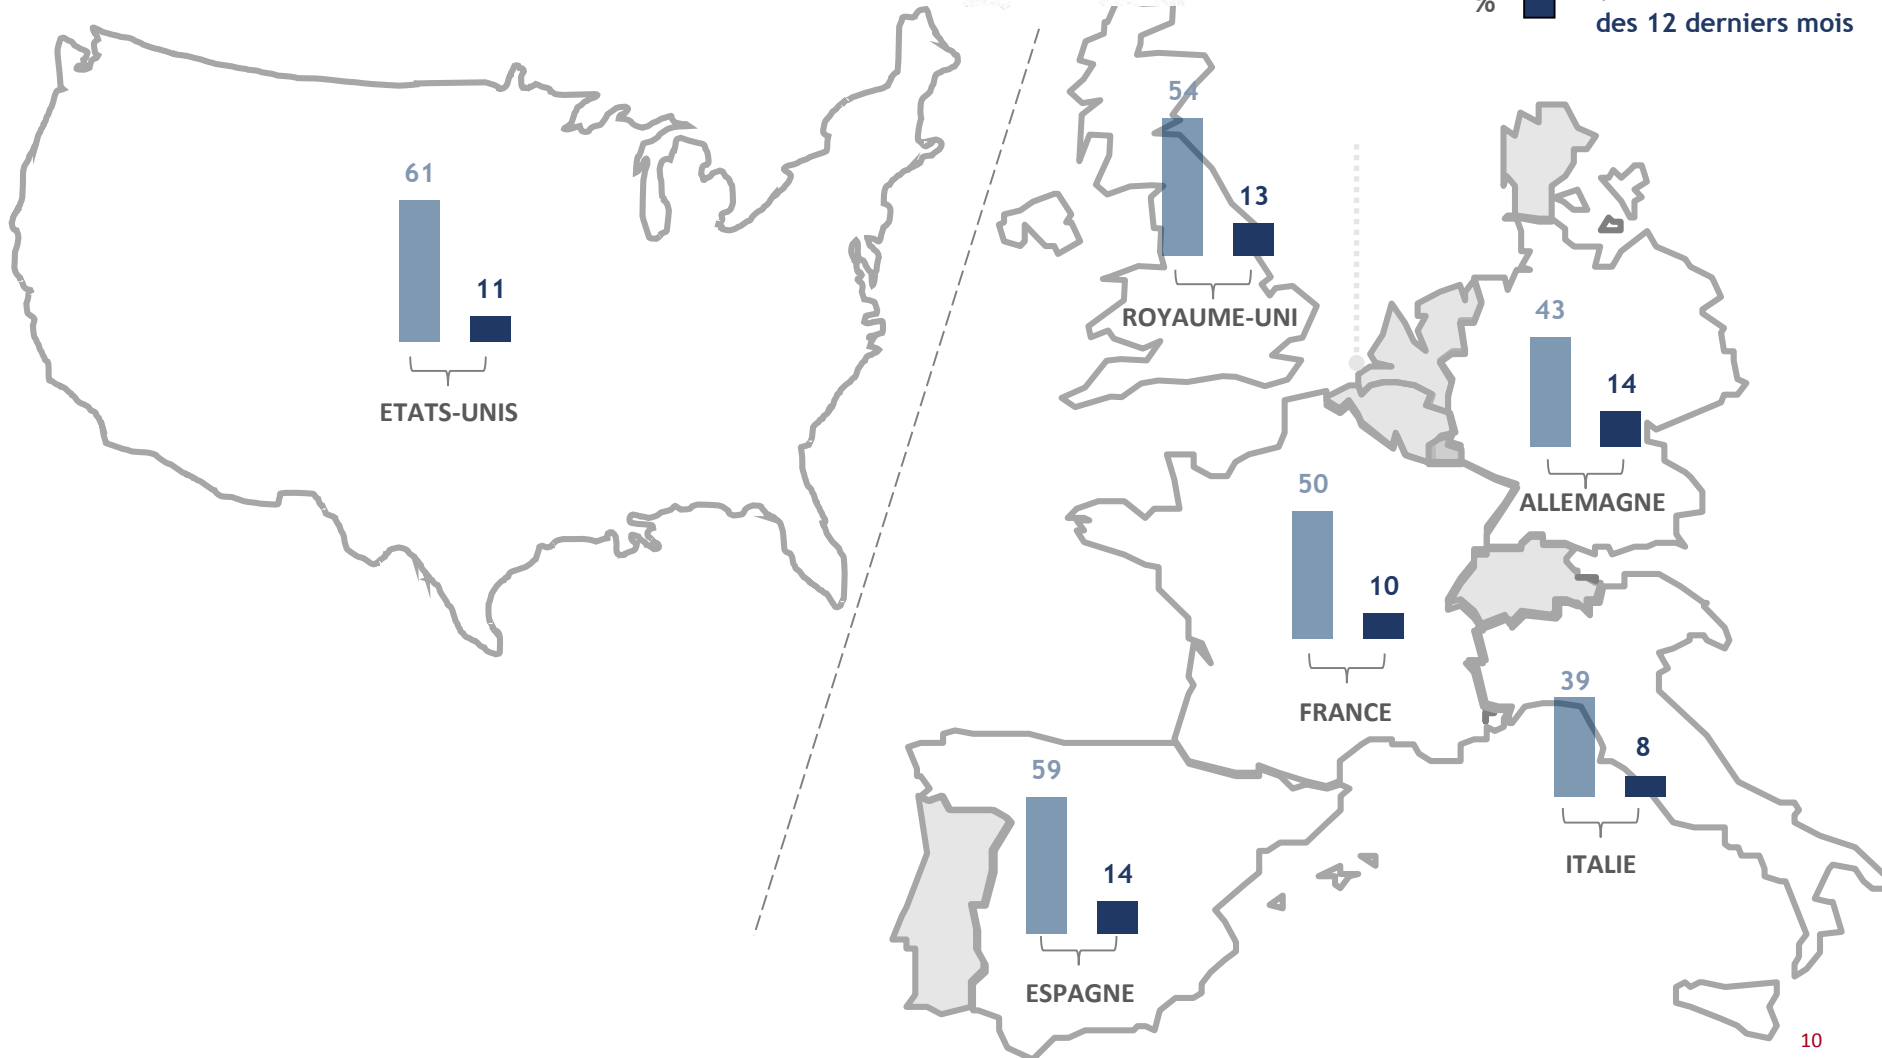 %
des 12 derniers mois
61
11
ETATS-UNIS
54
13
ROYAUME-UNI
43
14
ALLEMAGNE
50
10
FRANCE
39
8
ITALIE
59
14
ESPAGNE
10